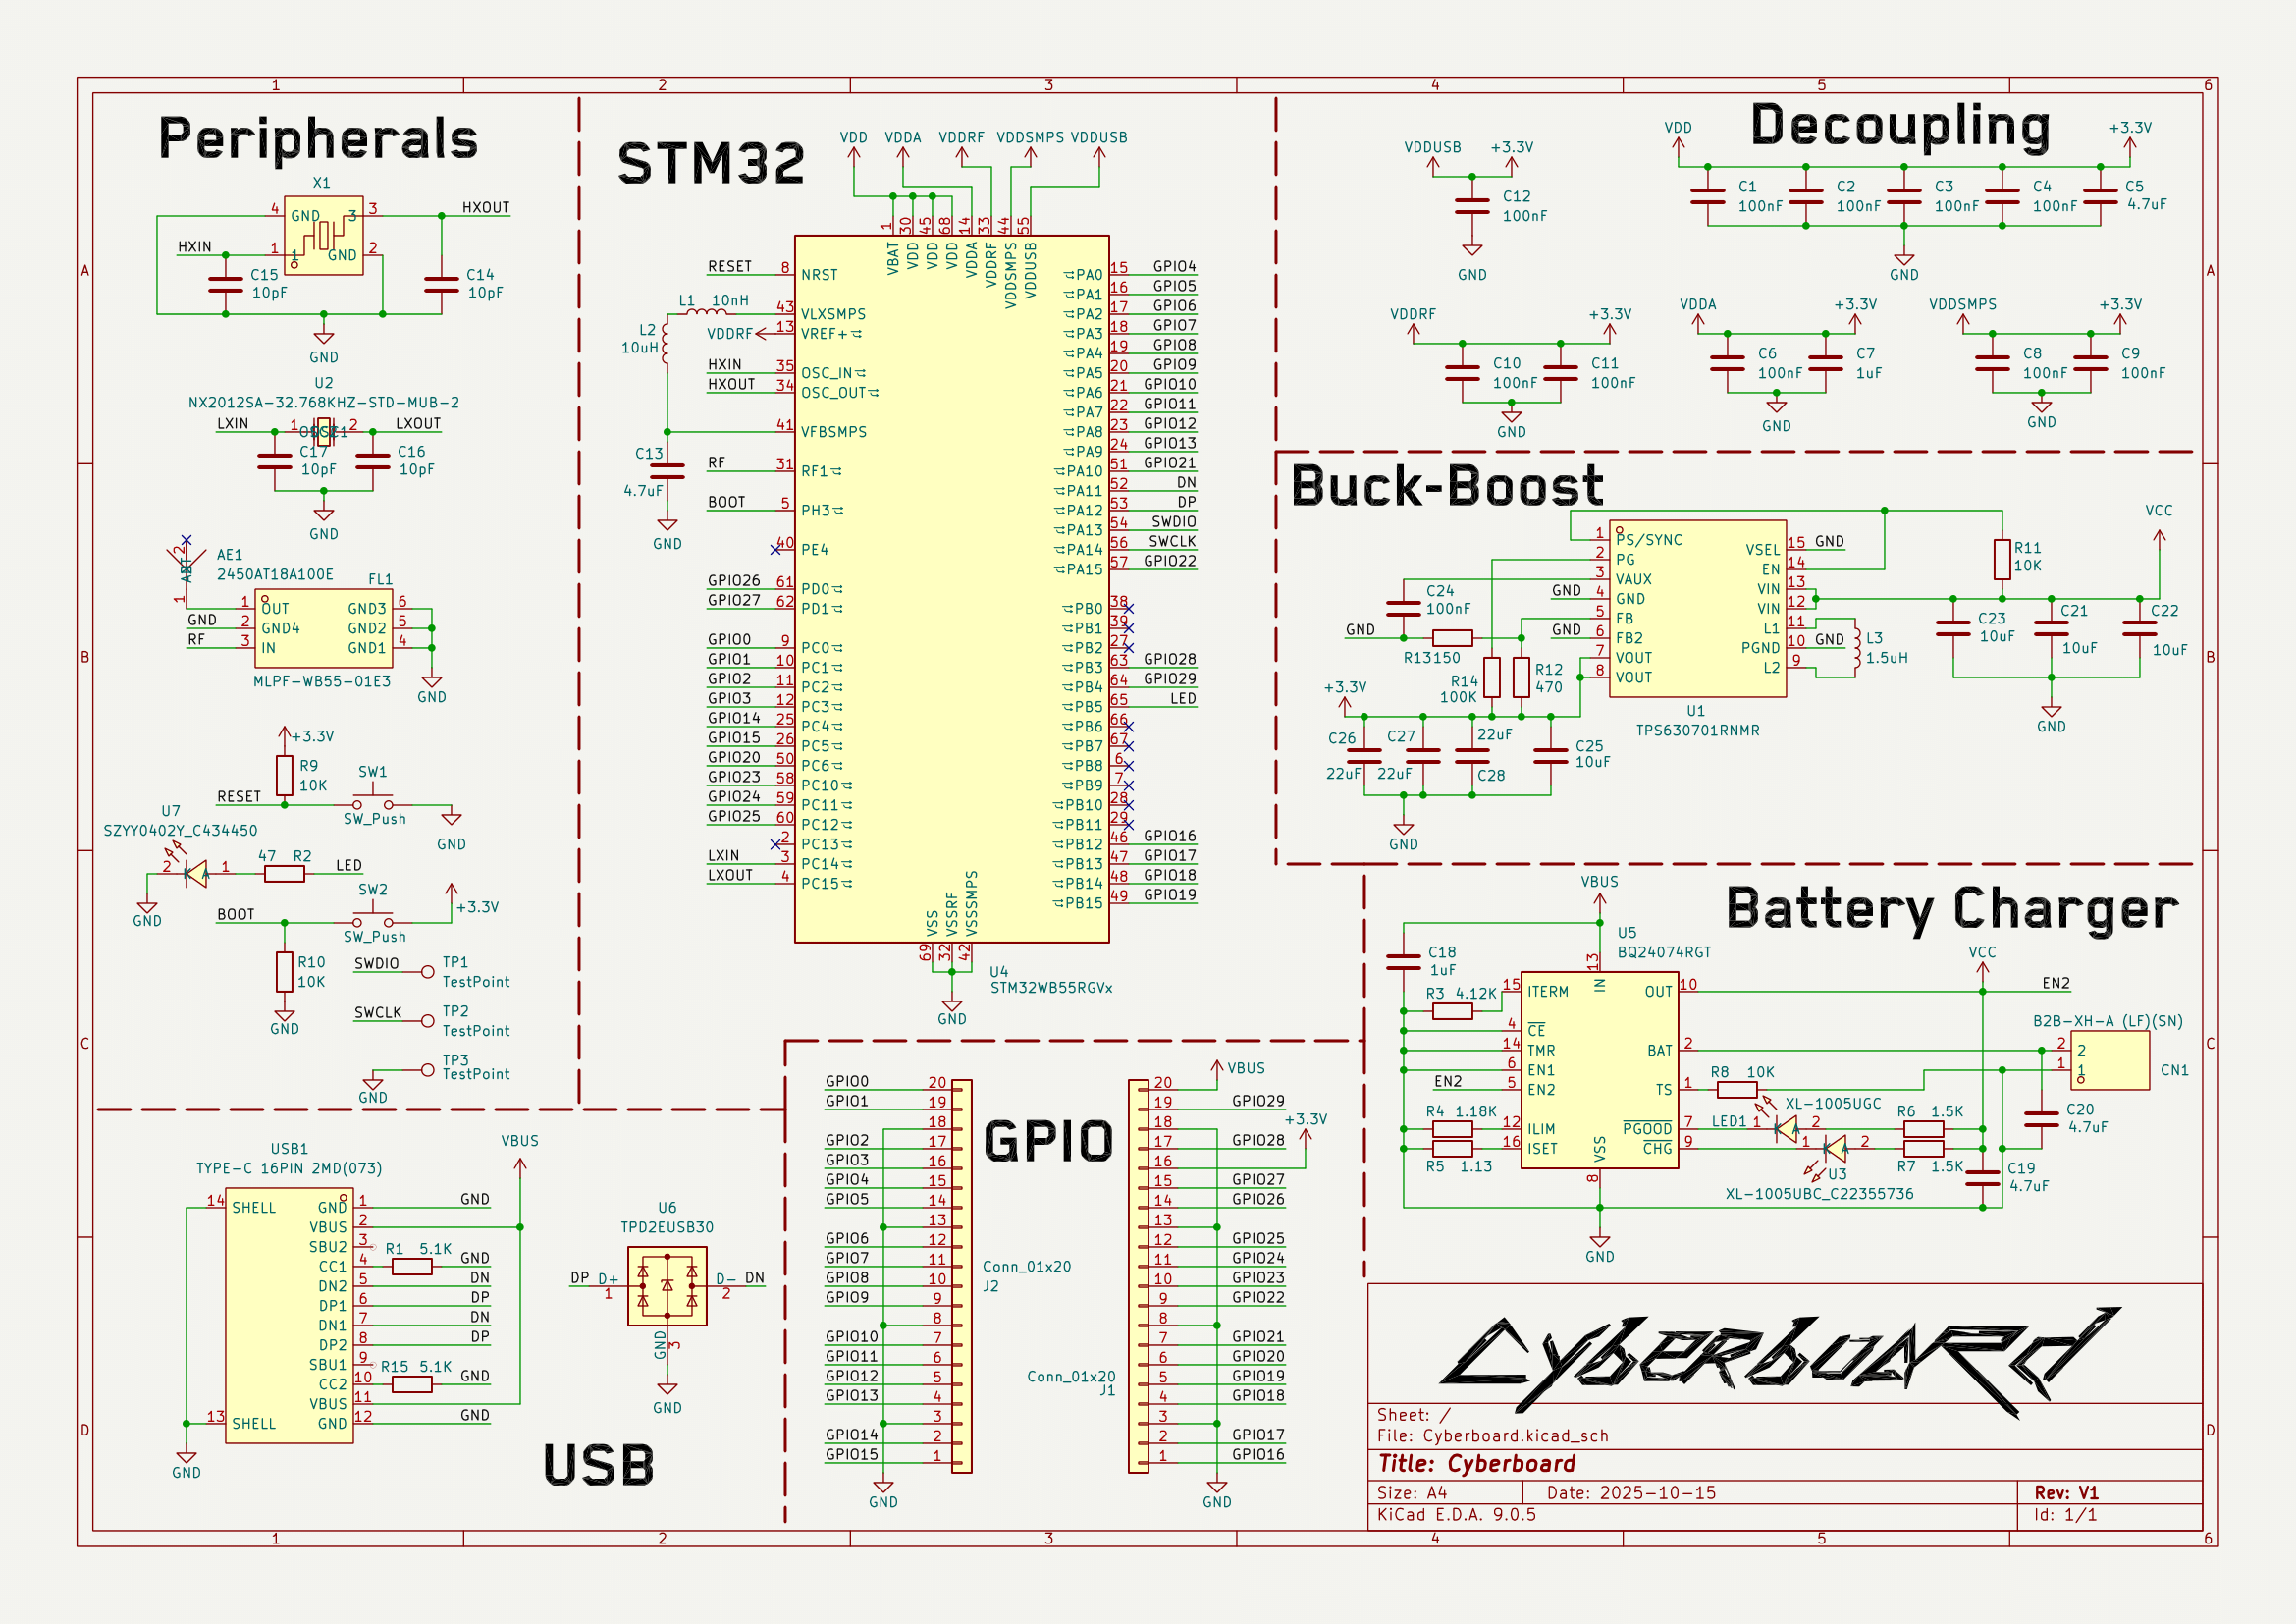 Peripherals
X1
4
GND
3
3
HXOUT
HXIN
1
1
GND
2
C15
10pF
C14
10pF
GND
U2
NX2012SA-32.768KHZ-STD-MUB-2
LXIN
1
2
LXOUT
C17
10pF
C16
10pF
GND
2
ANT
1
AE1
2450AT18A100E
FL1
1 OUT GND3 6
GND 2 GND4 GND2 5
RF 3 IN GND1 4
MLPF-WB55-01E3
GND
+3.3V
R9
10K
SW1
RESET
SW_Push
GND
U7
SZYY0402Y_C434450
2 K A 1
47 R2
LED
GND
SW2
+3.3V
BOOT
SW_Push
R10
10K
GND
SWDIO
TP1
TestPoint
SWCLK
TP2
TestPoint
TP3
TestPoint
GND
STM32
VDD VDDA VDDRF VDDSMPS VDDUSB
1 30 45 68 14 33 44 55
VBAT VDD VDD VDD VDDA VDDRF VDDSMPS VDDUSB
RESET 8 NRST
L1 10nH
43 VLXSMPS
VDDRF 13 VREF+
L2
10uH
HXIN 35 OSC_IN
HXOUT 34 OSC_OUT
41 VFBSMPS
C13
4.7uF
GND
RF 31 RF1
BOOT 5 PH3
40 PE4
GPIO26 61 PD0
GPIO27 62 PD1
GPIO0 9 PC0
GPIO1 10 PC1
GPIO2 11 PC2
GPIO3 12 PC3
GPIO14 25 PC4
GPIO15 26 PC5
GPIO20 50 PC6
GPIO23 58 PC10
GPIO24 59 PC11
GPIO25 60 PC12
2 PC13
LXIN 3 PC14
LXOUT 4 PC15
PA0 15 GPIO4
PA1 16 GPIO5
PA2 17 GPIO6
PA3 18 GPIO7
PA4 19 GPIO8
PA5 20 GPIO9
PA6 21 GPIO10
PA7 22 GPIO11
PA8 23 GPIO12
PA9 24 GPIO13
PA10 51 GPIO21
PA11 52 DN
PA12 53 DP
PA13 54 SWDIO
PA14 56 SWCLK
PA15 57 GPIO22
PB0 38
PB1 39
PB2 27
PB3 63 GPIO28
PB4 64 GPIO29
PB5 65 LED
PB6 66
PB7 67
PB8 6
PB9 7
PB10 28
PB11 29
PB12 46 GPIO16
PB13 47 GPIO17
PB14 48 GPIO18
PB15 49 GPIO19
VSS VSSRF VSSSMPS
69 32 42
U4
STM32WB55RGVx
GND
Decoupling
VDDUSB +3.3V
C12
100nF
GND
VDD +3.3V
C1
100nF
C2
100nF
C3
100nF
C4
100nF
C5
4.7uF
GND
VDDRF +3.3V
C10
100nF
C11
100nF
GND
VDDA +3.3V
C6
100nF
C7
1uF
GND
VDDSMPS +3.3V
C8
100nF
C9
100nF
GND
Buck-Boost
1 PS/SYNC
2 PG
3 VAUX
GND 4 GND
5 FB
GND 6 FB2
7 VOUT
8 VOUT
VSEL 15 GND
EN 14
VIN 13
VIN 12
L1 11
PGND 10 GND
L2 9
U1
TPS630701RNMR
C24
100nF
GND
R13 150
R14
100K
R12
470
+3.3V
C26
22uF
C27
22uF
22uF
C28
C25
10uF
GND
L3
1.5uH
R11
10K
VCC
C23
10uF
C21
10uF
C22
10uF
GND
Battery Charger
VBUS
C18
1uF
U5
BQ24074RGT
13
IN
R3 4.12K
15 ITERM
4 CE
14 TMR
6 EN1
EN2 5 EN2
R4 1.18K
12 ILIM
16 ISET
R5 1.13
VSS
8
OUT 10
BAT 2
TS 1
PGOOD 7
CHG 9
GND
VCC
EN2
B2B-XH-A (LF)(SN)
2 2
1 1
CN1
R8 10K
XL-1005UGC
LED1 1 K A 2
R6 1.5K
1 K A 2
U3
XL-1005UBC_C22355736
R7 1.5K
C20
4.7uF
C19
4.7uF
USB
USB1
TYPE-C 16PIN 2MD(073)
14 SHELL
13 SHELL
GND 1 GND
VBUS 2
SBU2 3
CC1 4 R1 5.1K GND
DN2 5 DN
DP1 6 DP
DN1 7 DN
DP2 8 DP
SBU1 9
CC2 10 R15 5.1K GND
VBUS 11
GND 12 GND
GND
VBUS
U6
TPD2EUSB30
DP D+ D- DN
1 2
GND
3
GND
GPIO
GPIO0 20
GPIO1 19
18
GPIO2 17
GPIO3 16
GPIO4 15
GPIO5 14
13
GPIO6 12
GPIO7 11
GPIO8 10
GPIO9 9
8
GPIO10 7
GPIO11 6
GPIO12 5
GPIO13 4
3
GPIO14 2
GPIO15 1
GND
Conn_01x20
J2
VBUS
20
19 GPIO29
18
+3.3V
17 GPIO28
16
15 GPIO27
14 GPIO26
13
12 GPIO25
11 GPIO24
10 GPIO23
9 GPIO22
8
7 GPIO21
6 GPIO20
5 GPIO19
4 GPIO18
3
2 GPIO17
1 GPIO16
GND
Conn_01x20
J1
CybERboaRd
Sheet: /
File: Cyberboard.kicad_sch
Title: Cyberboard
Size: A4 Date: 2025-10-15 Rev: V1
KiCad E.D.A. 9.0.5 Id: 1/1
1 2 3 4 5 6
A B C D
1 2 3 4 5 6
A B C D